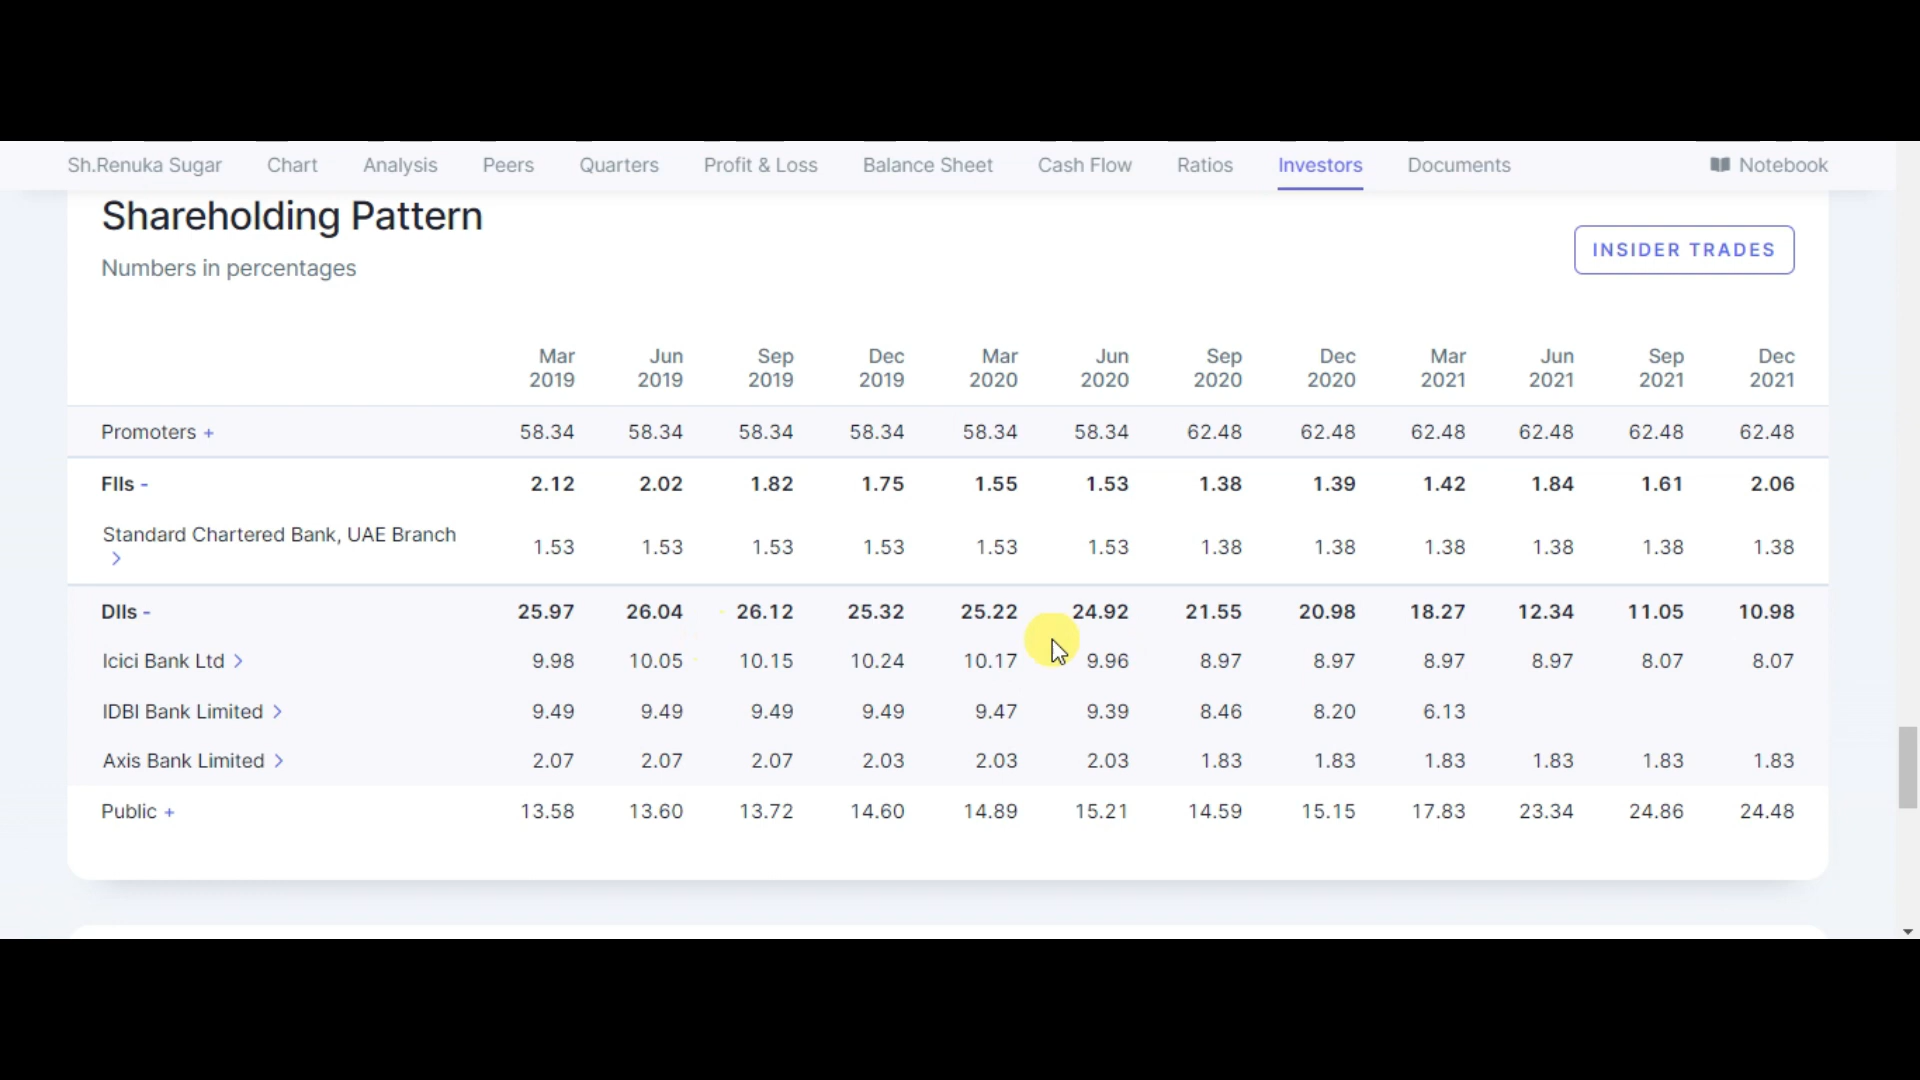 Sh.Renuka Sugar Chart Analysis Peers Quarters Profit & Loss Balance Sheet Cash Flow Ratios Investors Documents Notebook
Shareholding Pattern
INSIDER TRADES
Numbers in percentages
Mar Jun Sep Dec Mar Jun Sep Dec Mar Jun Sep Dec
2019 2019 2019 2019 2020 2020 2020 2020 2021 2021 2021 2021
Promoters + 58.34 58.34 58.34 58.34 58.34 58.34 62.48 62.48 62.48 62.48 62.48 62.48
FIIs - 2.12 2.02 1.82 1.75 1.55 1.53 1.38 1.39 1.42 1.84 1.61 2.06
Standard Chartered Bank, UAE Branch > 1.53 1.53 1.53 1.53 1.53 1.53 1.38 1.38 1.38 1.38 1.38 1.38
DIIs - 25.97 26.04 26.12 25.32 25.22 24.92 21.55 20.98 18.27 12.34 11.05 10.98
Icici Bank Ltd > 9.98 10.05 10.15 10.24 10.17 9.96 8.97 8.97 8.97 8.97 8.07 8.07
IDBI Bank Limited > 9.49 9.49 9.49 9.49 9.47 9.39 8.46 8.20 6.13
Axis Bank Limited > 2.07 2.07 2.07 2.03 2.03 2.03 1.83 1.83 1.83 1.83 1.83 1.83
Public + 13.58 13.60 13.72 14.60 14.89 15.21 14.59 15.15 17.83 23.34 24.86 24.48